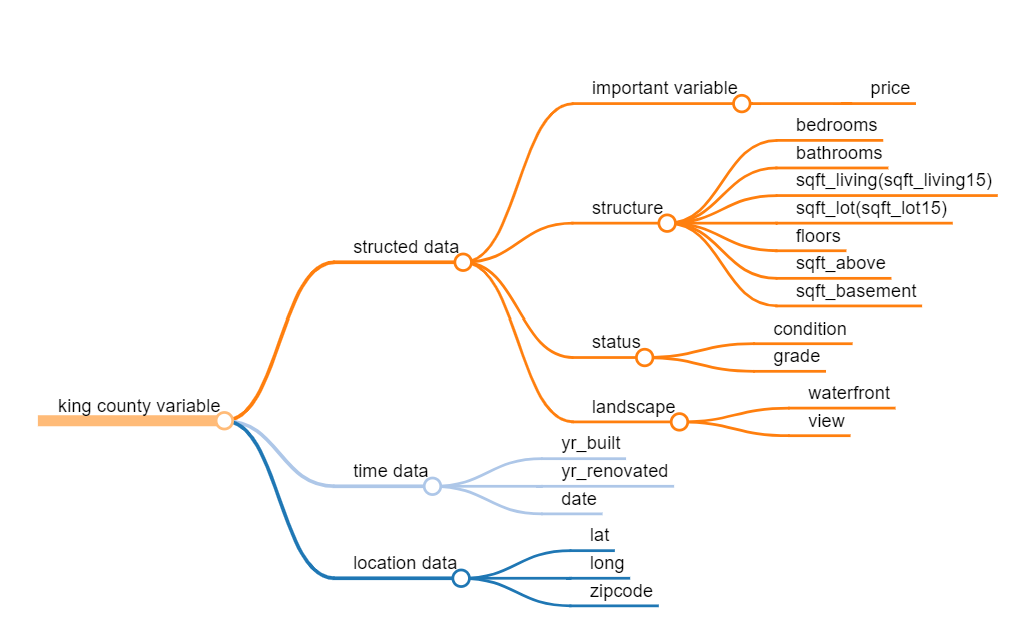 king county variable
structed data
important variable
price
structure
bedrooms
bathrooms
sqft_living(sqft_living15)
sqft_lot(sqft_lot15)
floors
sqft_above
sqft_basement
status
condition
grade
landscape
waterfront
view
time data
yr_built
yr_renovated
date
location data
lat
long
zipcode